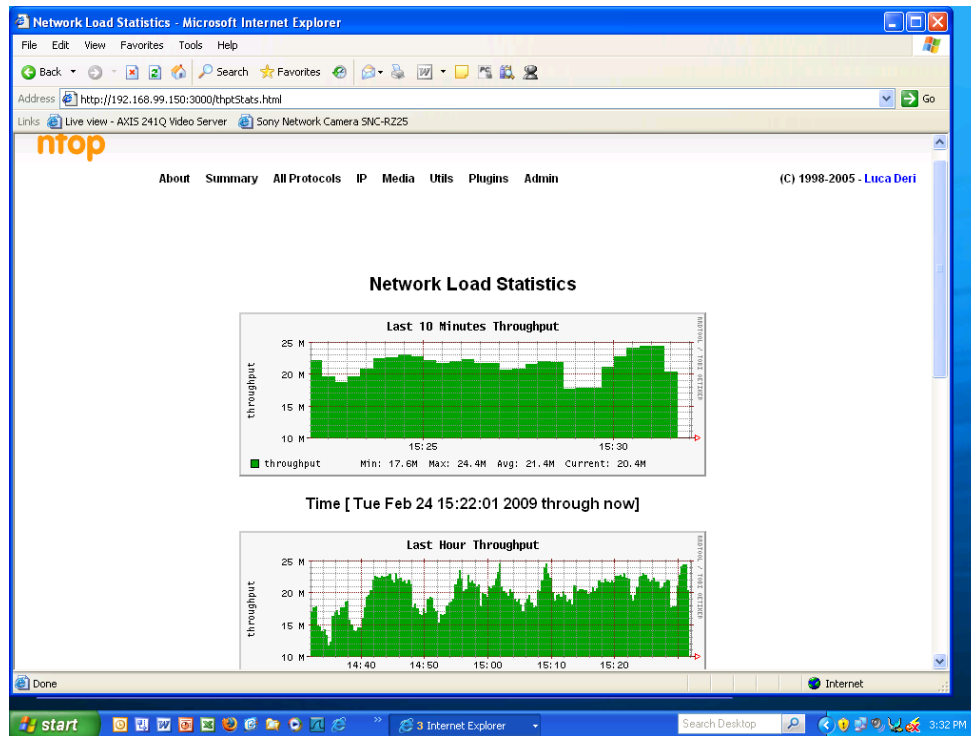 Network Load Statistics - Microsoft Internet Explorer
File Edit View Favorites Tools Help
Back Search Favorites
Address http://192.168.99.150:3000/thptStats.html Go
Links Live view - AXIS 241Q Video Server Sony Network Camera SNC-RZ25
ntop
About Summary All Protocols IP Media Utils Plugins Admin (C) 1998-2005 - Luca Deri
Network Load Statistics
Last 10 Minutes Throughput
RRDTOOL / TOBI OETIKER
throughput
25 M
20 M
15 M
10 M
15:25 15:30
throughput Min: 17.6M Max: 24.4M Avg: 21.4M Current: 20.4M
Time [ Tue Feb 24 15:22:01 2009 through now]
Last Hour Throughput
RRDTOOL / TOBI OETIKER
throughput
25 M
20 M
15 M
10 M
14:40 14:50 15:00 15:10 15:20
Done Internet
start 3 Internet Explorer Search Desktop 3:32 PM